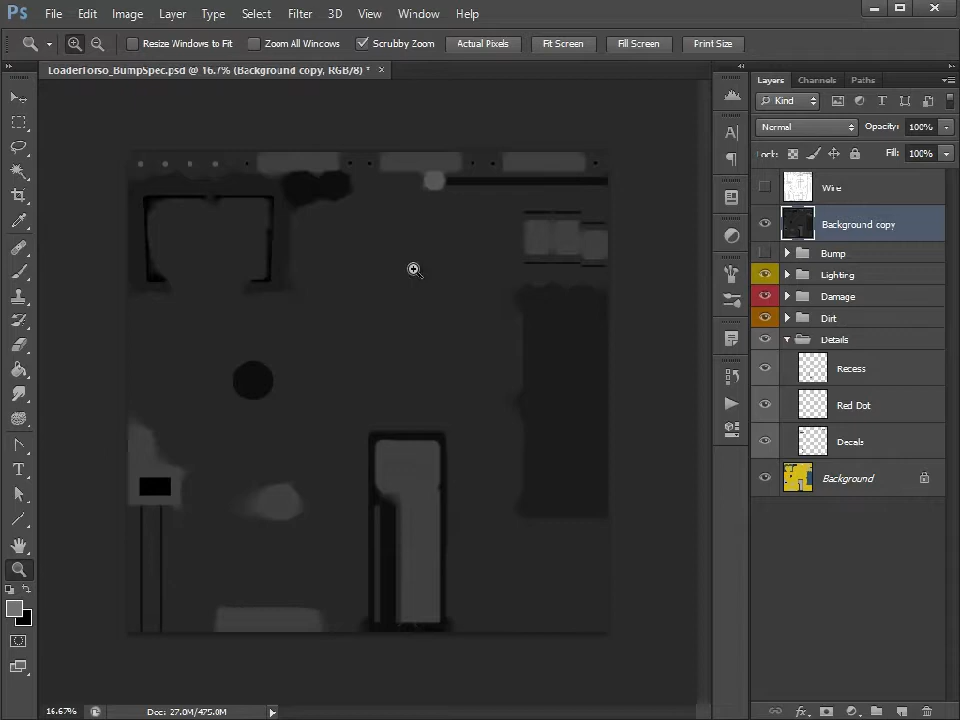 Ps File Edit Image Layer Type Select Filter 3D View Window Help
Resize Windows to Fit Zoom All Windows Scrubby Zoom Actual Pixels Fit Screen Fill Screen Print Size
LoaderTorso_BumpSpec.psd @ 16.7% (Background copy, RGB/8) * ×
Layers Channels Paths
Kind
Normal Opacity: 100%
Lock: Fill: 100%
Wire
Background copy
Bump
Lighting
Damage
Dirt
Details
Recess
Red Dot
Decals
Background
16.67% Doc: 27.0M/475.0M